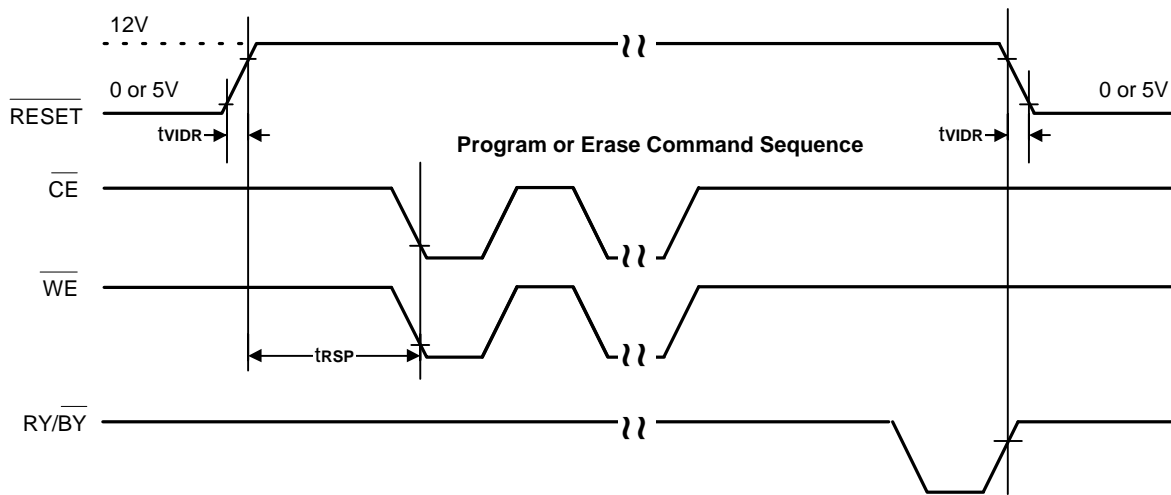 12V
0 or 5V
0 or 5V
RESET
tVIDR
tVIDR
Program or Erase Command Sequence
CE
WE
tRSP
RY/BY